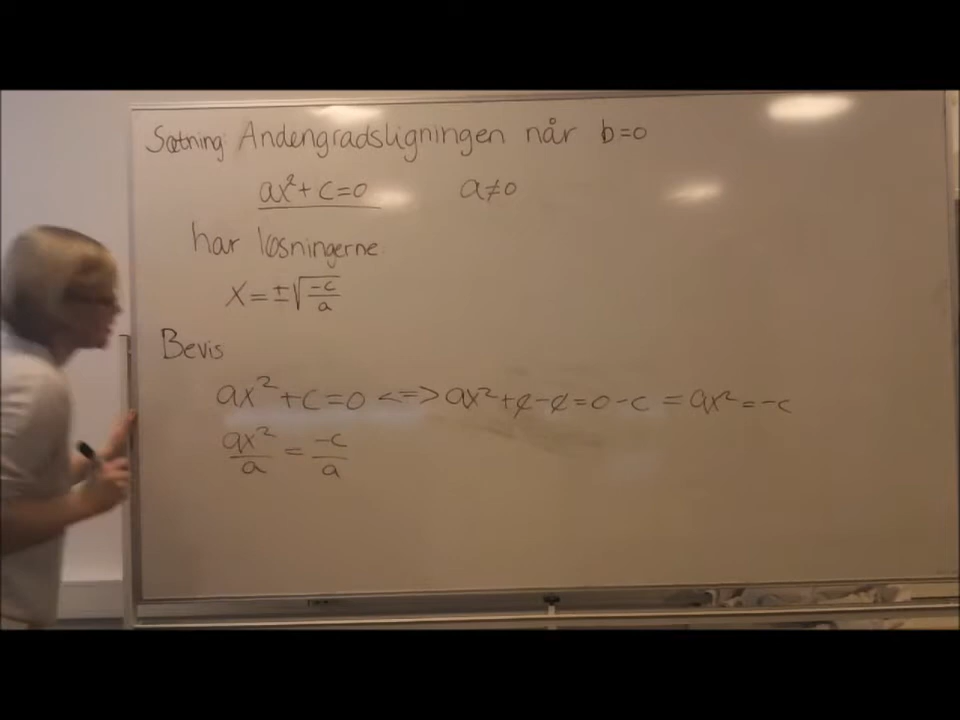 Sætning: Andengradsligningen når b=0
ax²+c=0 a≠0
har løsningerne
X=±√(-c/a)
Bevis
ax²+c=0 <=> ax²+c-c=0-c = ax²=-c
ax²/a = -c/a